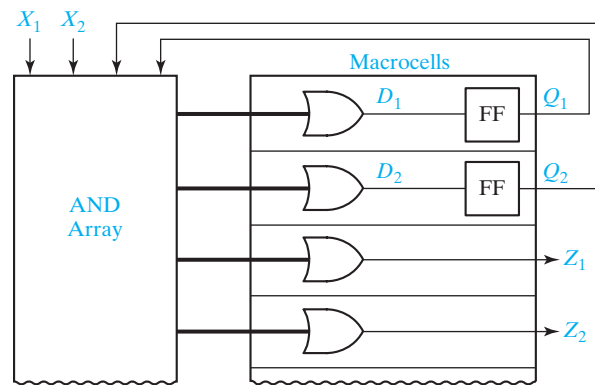 X₁ X₂
Macrocells
D₁ FF Q₁
D₂ FF Q₂
AND
Array
Z₁
Z₂